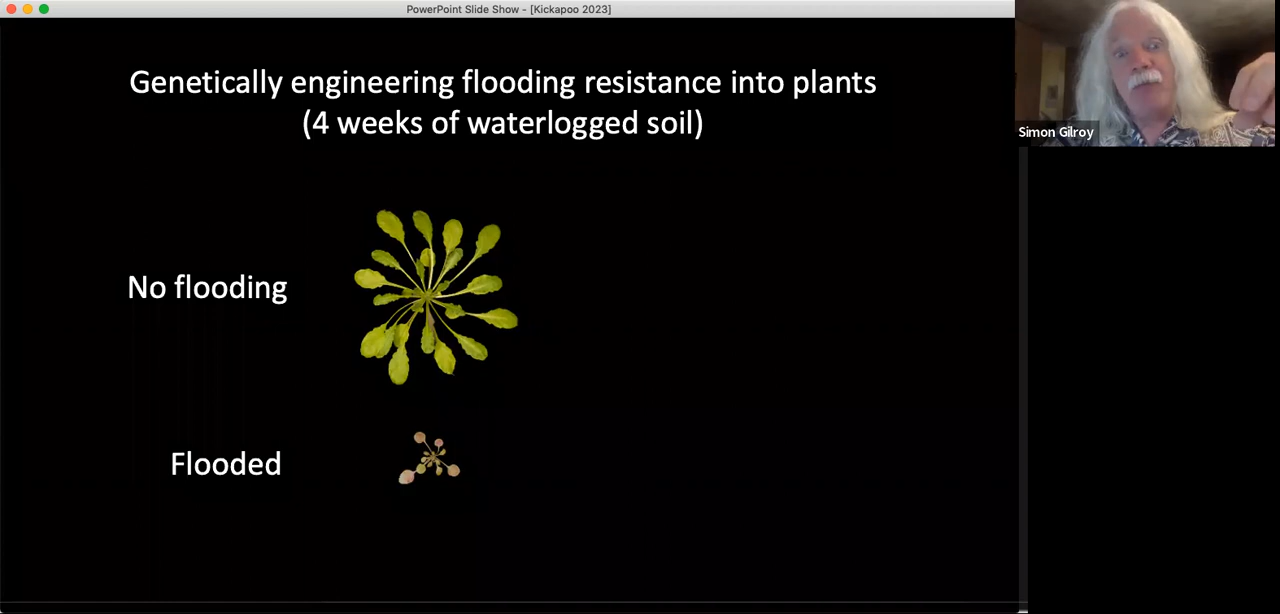 PowerPoint Slide Show - [Kickapoo 2023]
Genetically engineering flooding resistance into plants
(4 weeks of waterlogged soil)
Simon Gilroy
No flooding
Flooded